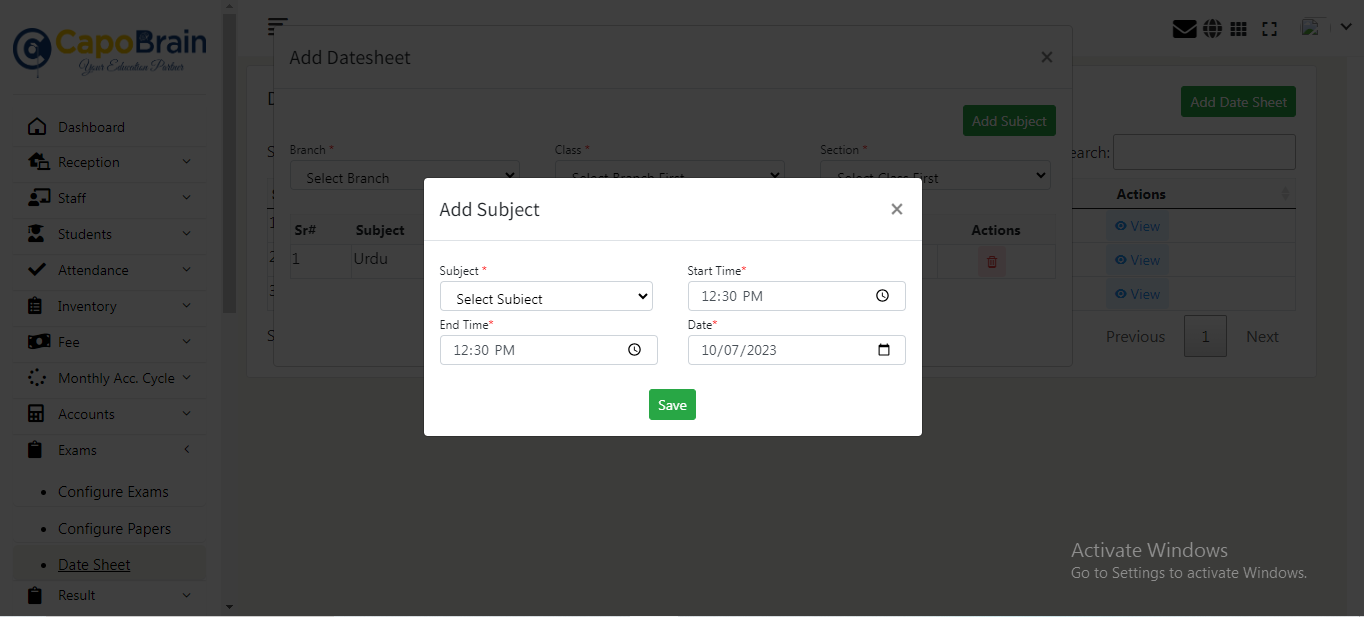 CapoBrain
Your Education Partner
Dashboard
Reception
Staff
Students
Attendance
Inventory
Fee
Monthly Acc. Cycle
Accounts
Exams
Configure Exams
Configure Papers
Date Sheet
Result
Add Date Sheet
earch:
Actions
View
View
View
Previous 1 Next
Add Datesheet ×
Add Subject
Branch * Class * Section *
Select Branch Select Branch First Select Class First
Sr# Subject Actions
1 Urdu
Add Subject ×
Subject * Start Time*
Select Subject 12:30 PM
End Time* Date*
12:30 PM 10/07/2023
Save
Activate Windows
Go to Settings to activate Windows.